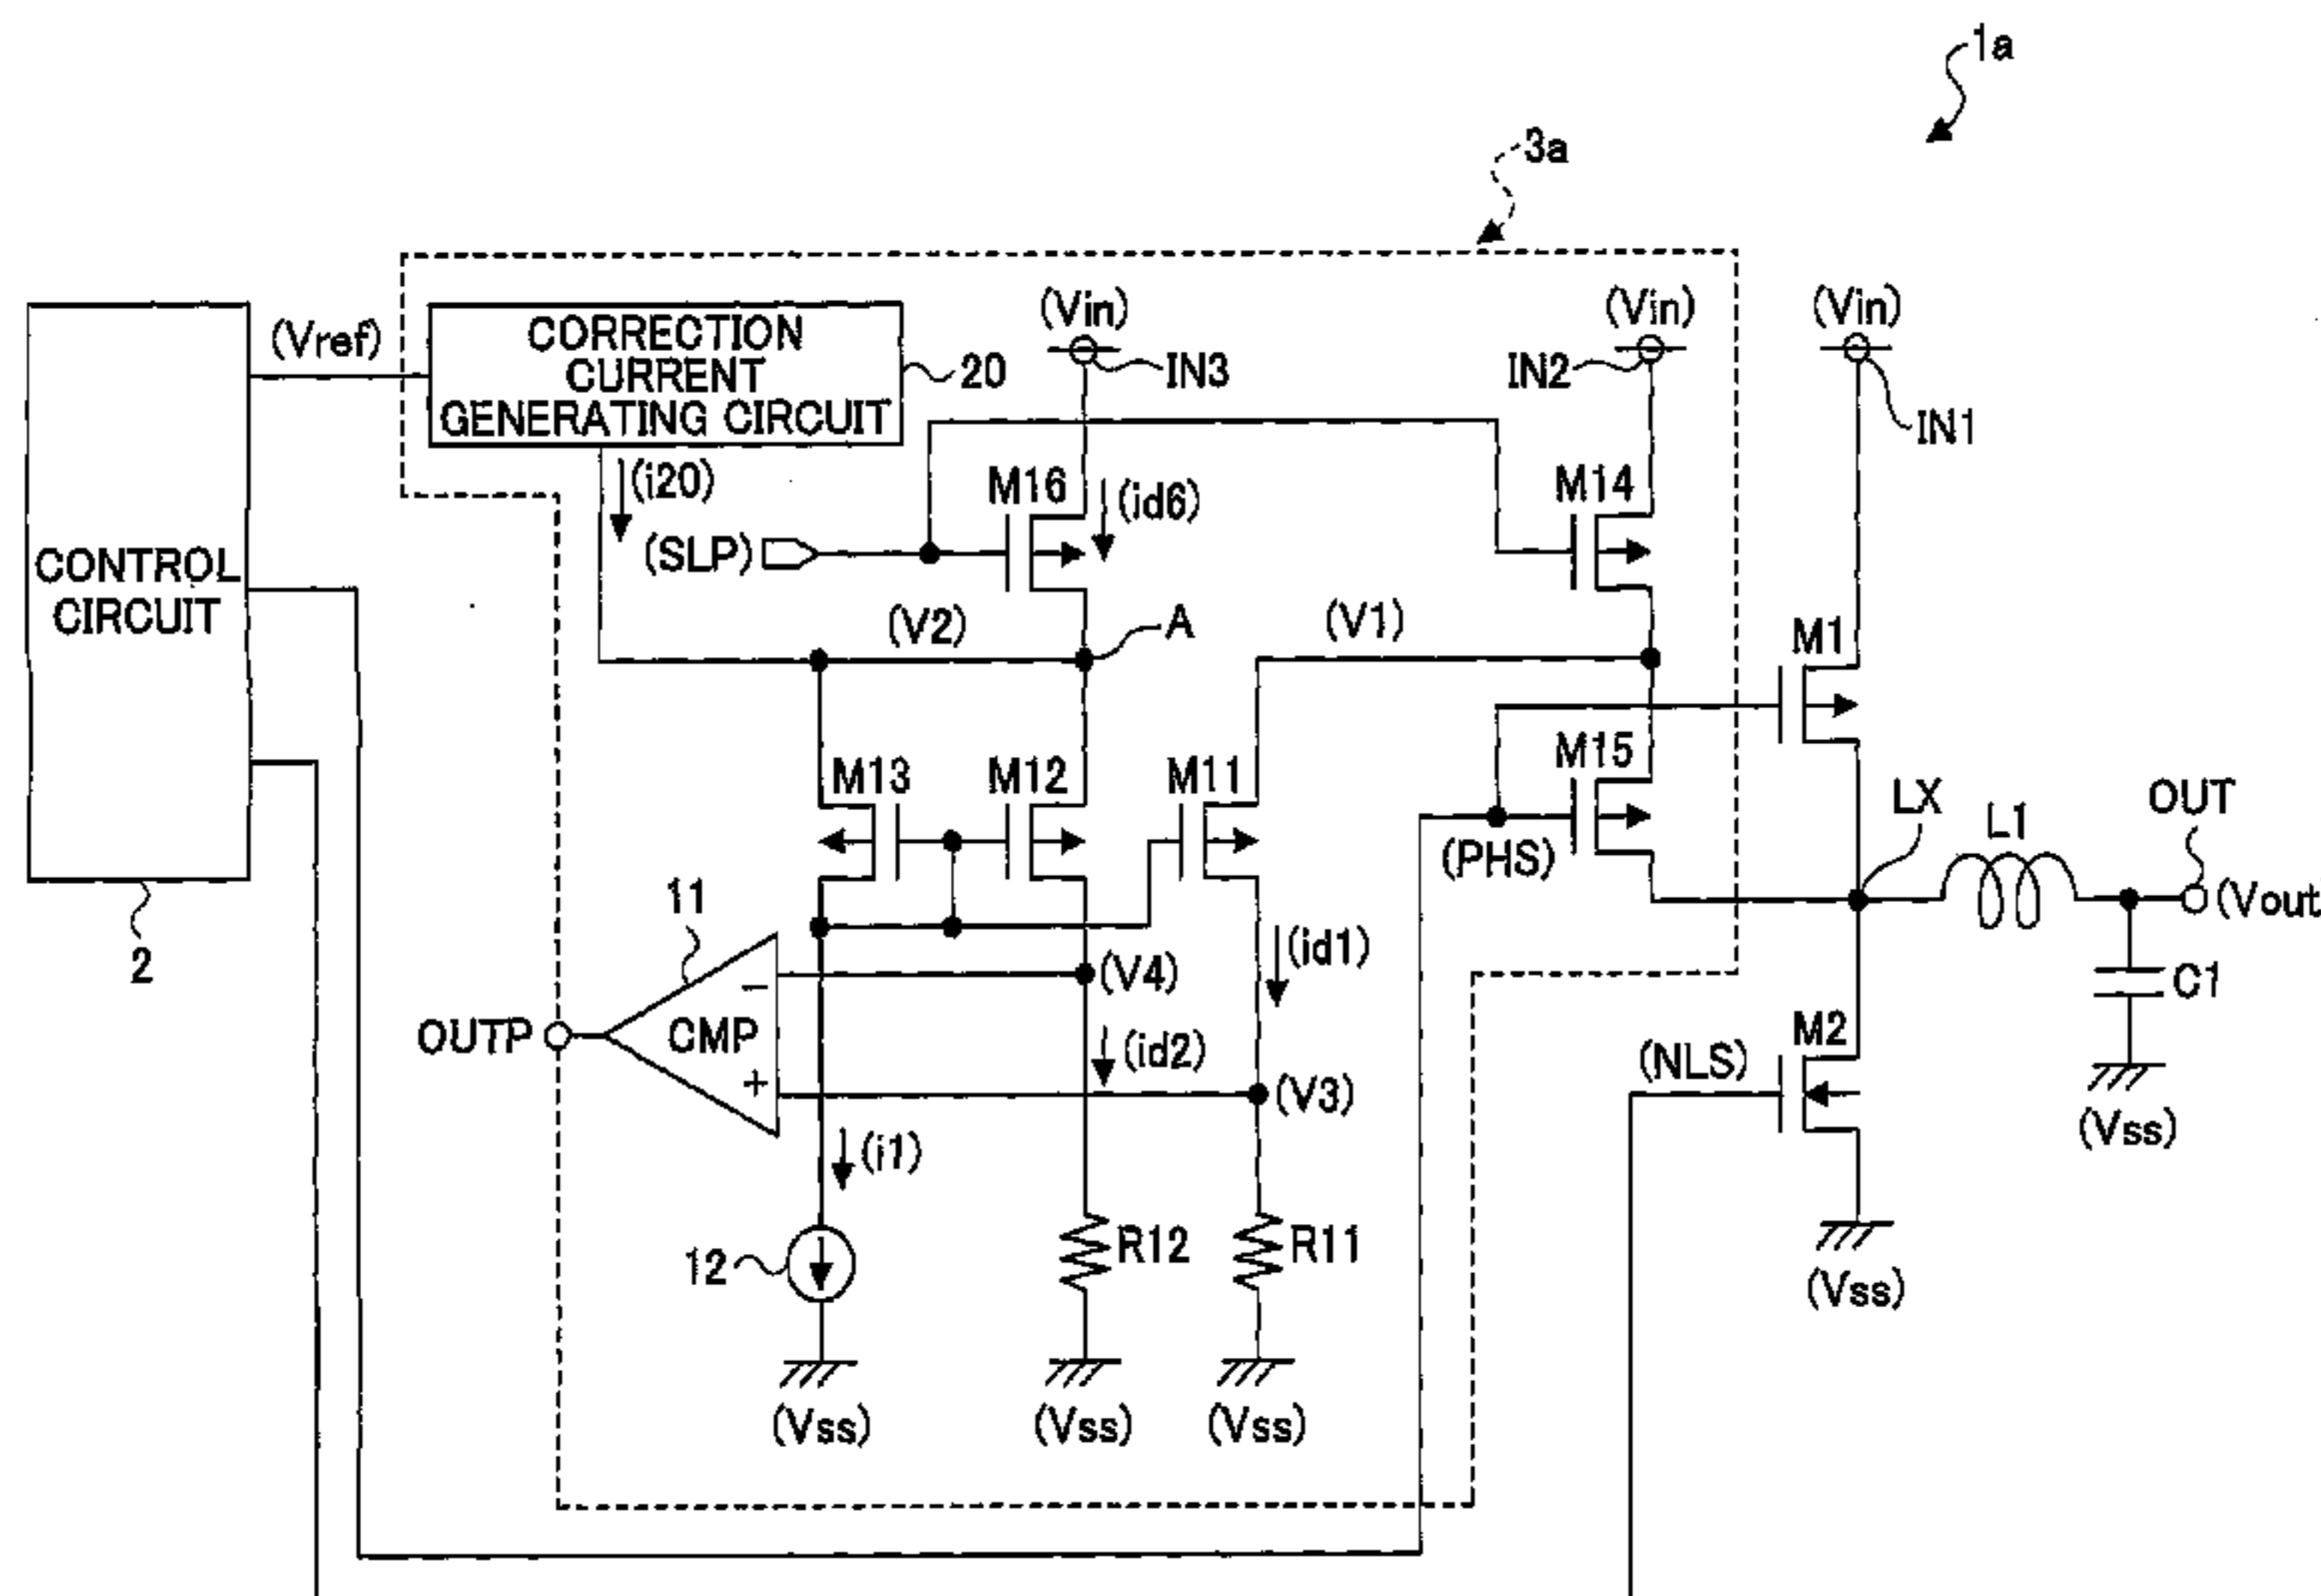 1a
3a
(Vref)
CORRECTION
CURRENT
GENERATING CIRCUIT
20
(Vin)
IN3
(Vin)
IN2
(Vin)
IN1
CONTROL
CIRCUIT
2
(i20)
(SLP)
M16
(id6)
M14
(V2)
A
(V1)
M1
M13
M12
M11
M15
(PHS)
LX
L1
OUT
(Vout
11
(V4)
(id1)
C1
OUTP
CMP
−
+
(id2)
(V3)
(NLS)
M2
(Vss)
(i1)
12
R12
R11
(Vss)
(Vss)
(Vss)
(Vss)